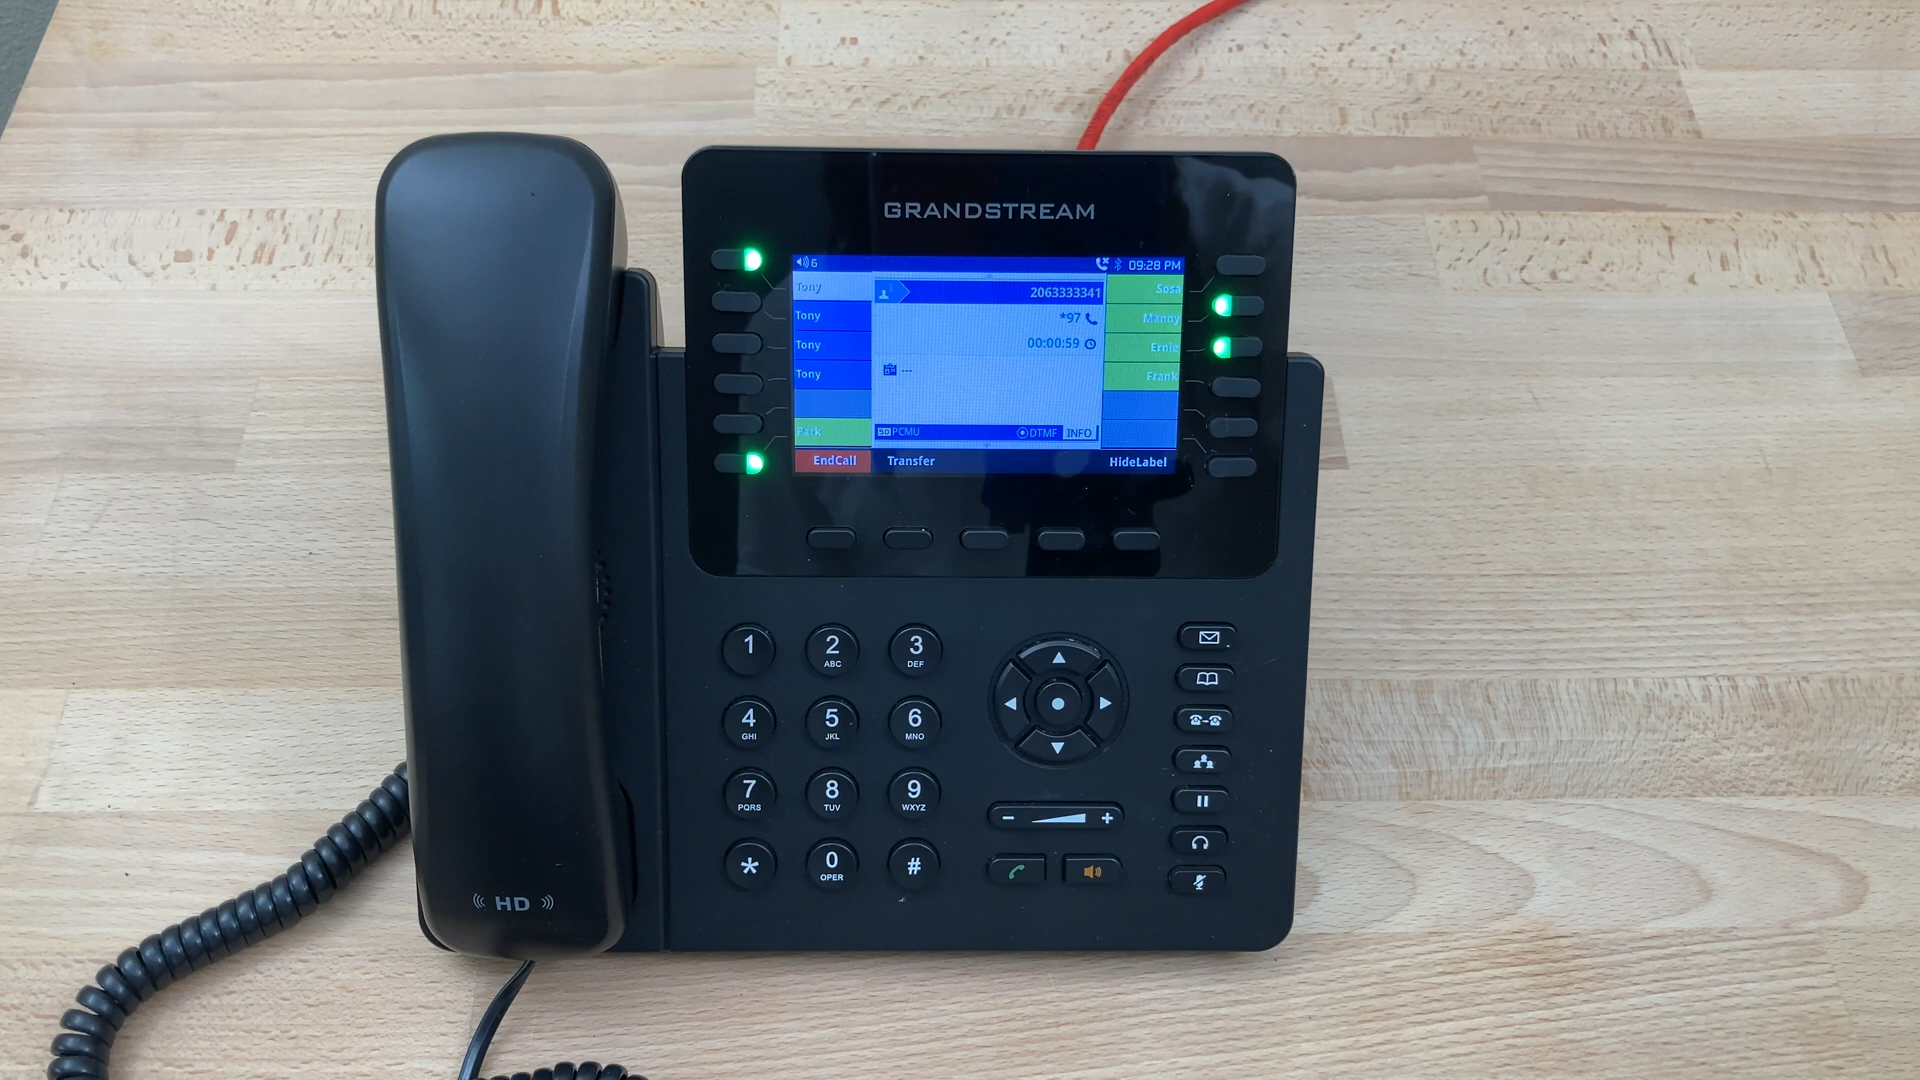 GRANDSTREAM
6 09:28 PM
Tony 2063333341 Sosa
Tony *97 Manny
Tony 00:00:59 Ernie
Tony --- Frank
Park PCMU DTMF INFO
EndCall Transfer HideLabel
1 2 3
ABC DEF
4 5 6
GHI JKL MNO
7 8 9
PQRS TUV WXYZ
* 0 #
OPER
- +
HD